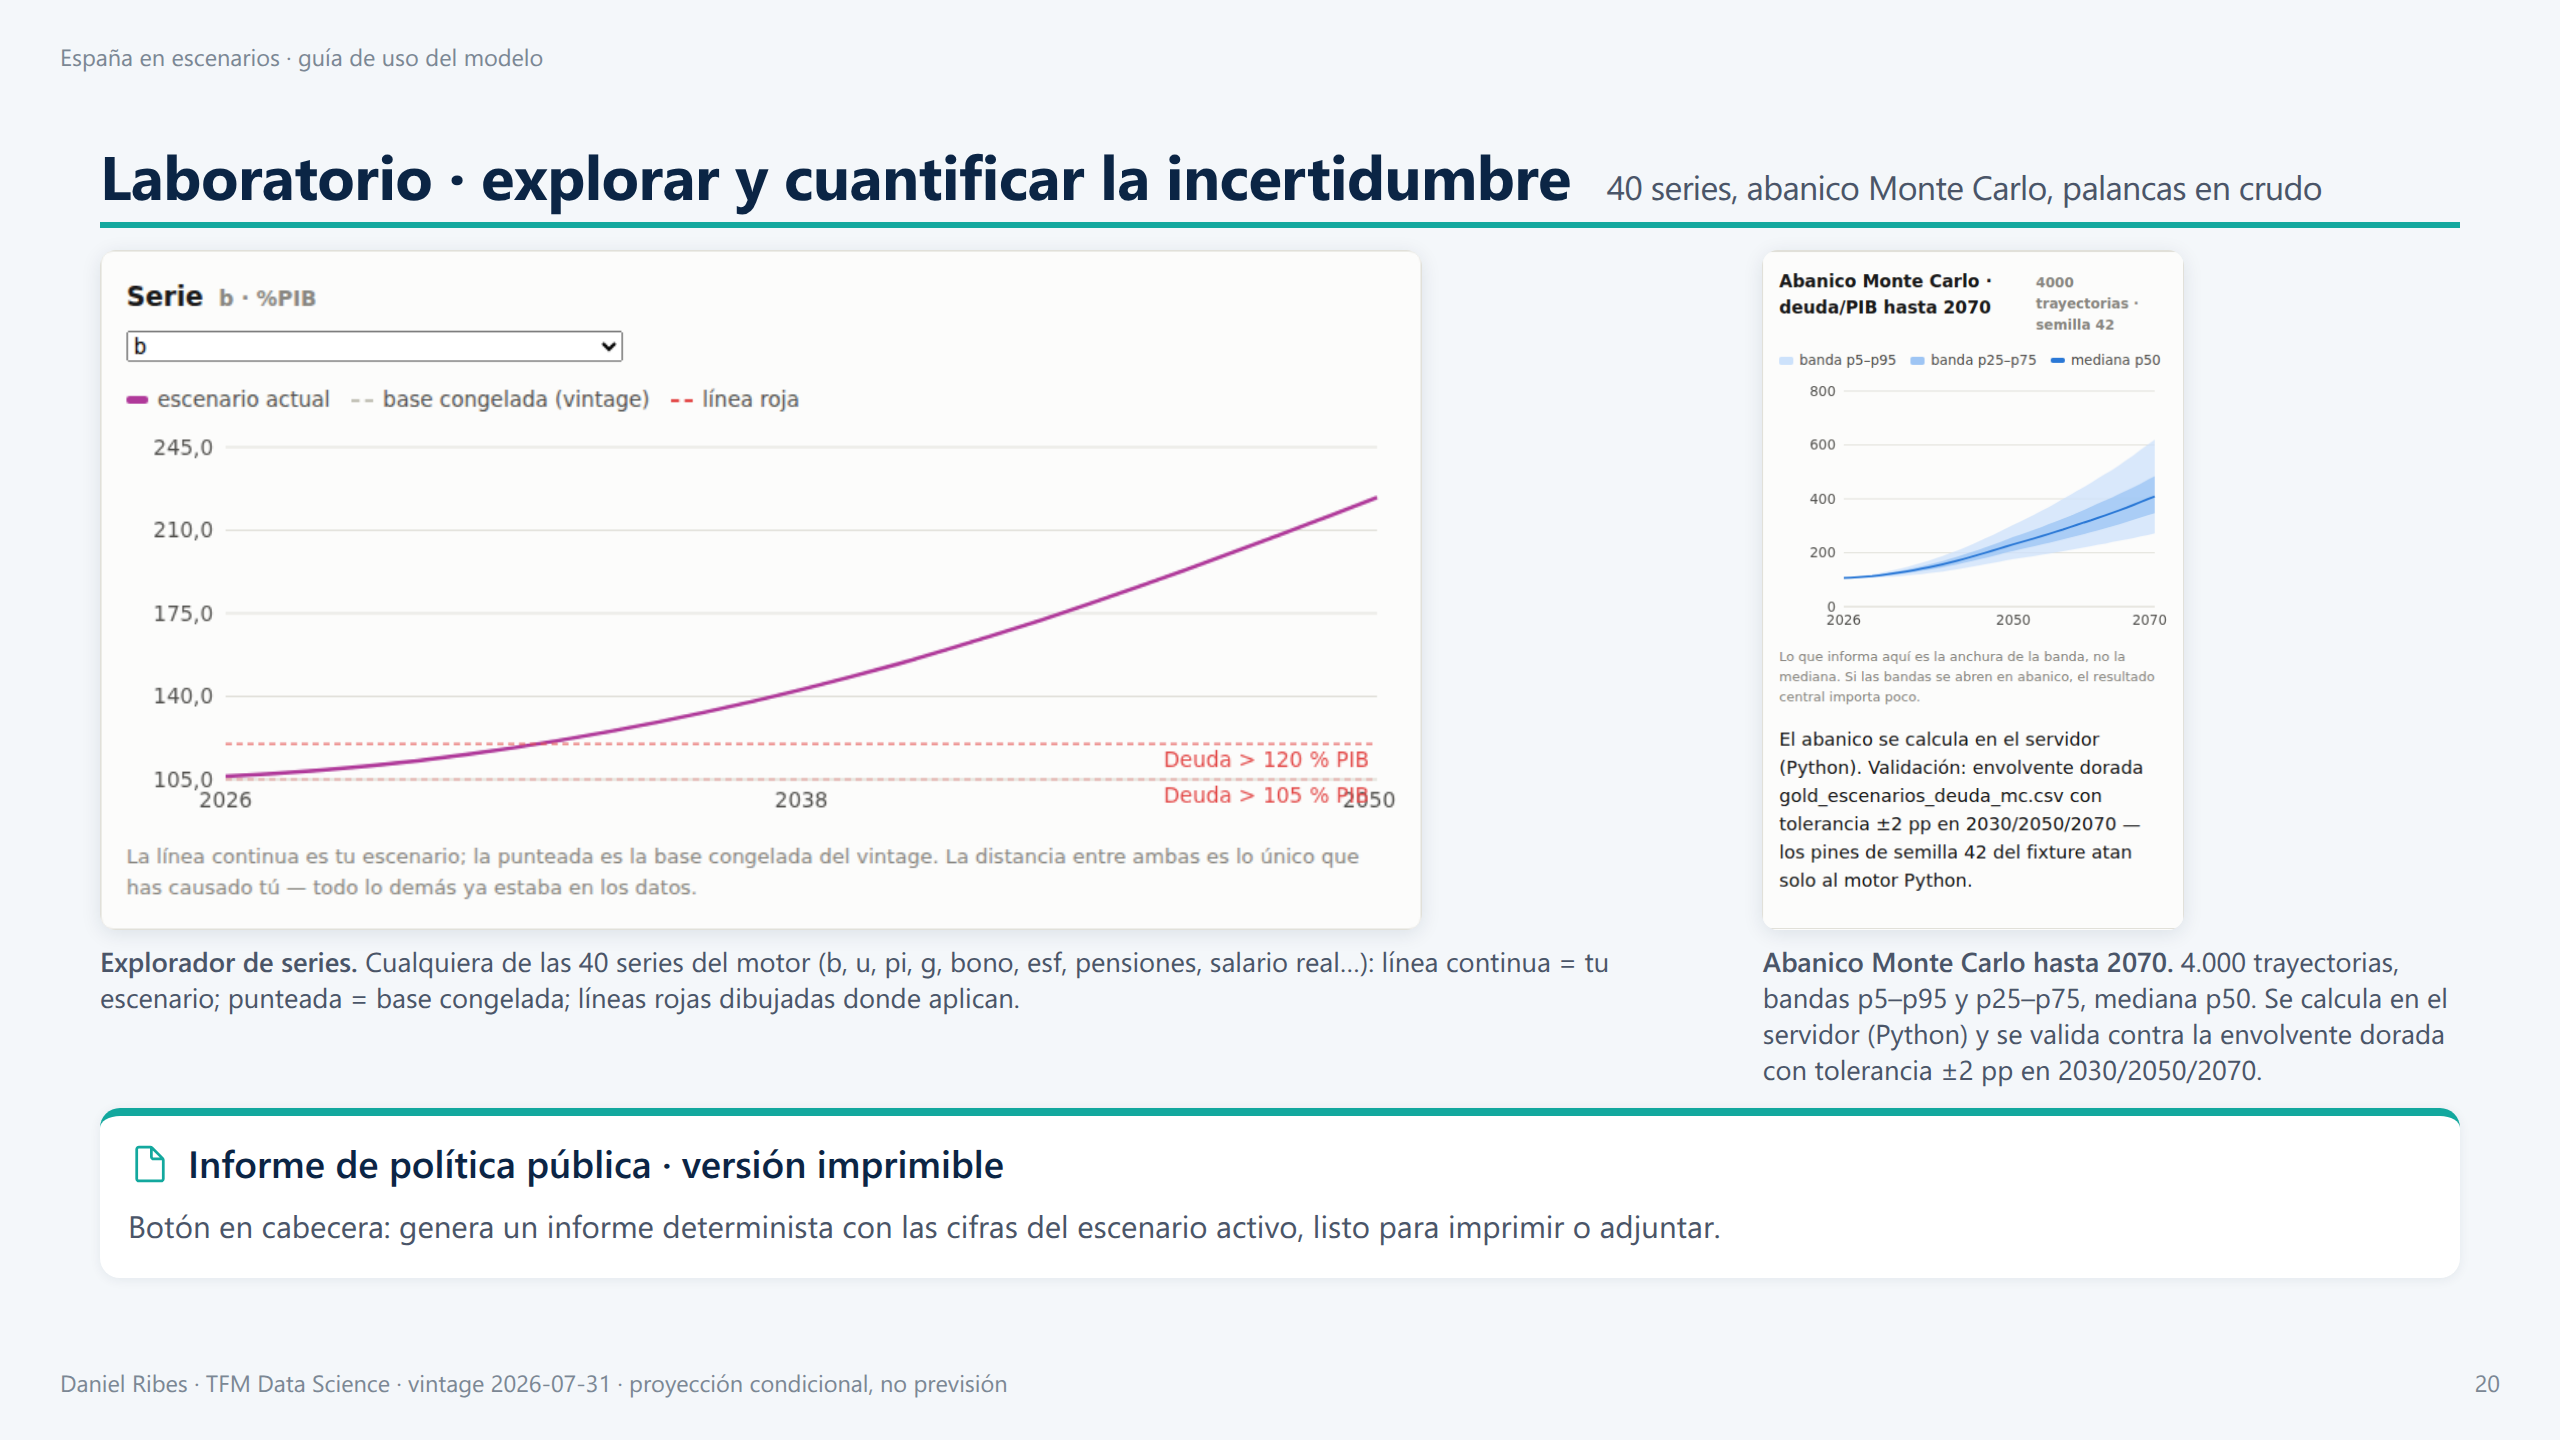 España en escenarios · guía de uso del modelo
Laboratorio · explorar y cuantificar la incertidumbre
40 series, abanico Monte Carlo, palancas en crudo
Serie b · %PIB
b
escenario actual
base congelada (vintage)
línea roja
245,0
210,0
175,0
140,0
105,0
Deuda > 120 % PIB
Deuda > 105 % PIB
2026
2038
2050
La línea continua es tu escenario; la punteada es la base congelada del vintage. La distancia entre ambas es lo único que
has causado tú — todo lo demás ya estaba en los datos.
Explorador de series. Cualquiera de las 40 series del motor (b, u, pi, g, bono, esf, pensiones, salario real...): línea continua = tu
escenario; punteada = base congelada; líneas rojas dibujadas donde aplican.
Abanico Monte Carlo ·
deuda/PIB hasta 2070
4000
trayectorias ·
semilla 42
banda p5–p95
banda p25–p75
mediana p50
800
600
400
200
0
2026
2050
2070
Lo que informa aquí es la anchura de la banda, no la
mediana. Si las bandas se abren en abanico, el resultado
central importa poco.
El abanico se calcula en el servidor
(Python). Validación: envolvente dorada
gold_escenarios_deuda_mc.csv con
tolerancia ±2 pp en 2030/2050/2070 —
los pines de semilla 42 del fixture atan
solo al motor Python.
Abanico Monte Carlo hasta 2070. 4.000 trayectorias,
bandas p5–p95 y p25–p75, mediana p50. Se calcula en el
servidor (Python) y se valida contra la envolvente dorada
con tolerancia ±2 pp en 2030/2050/2070.
Informe de política pública · versión imprimible
Botón en cabecera: genera un informe determinista con las cifras del escenario activo, listo para imprimir o adjuntar.
Daniel Ribes · TFM Data Science · vintage 2026-07-31 · proyección condicional, no previsión
20